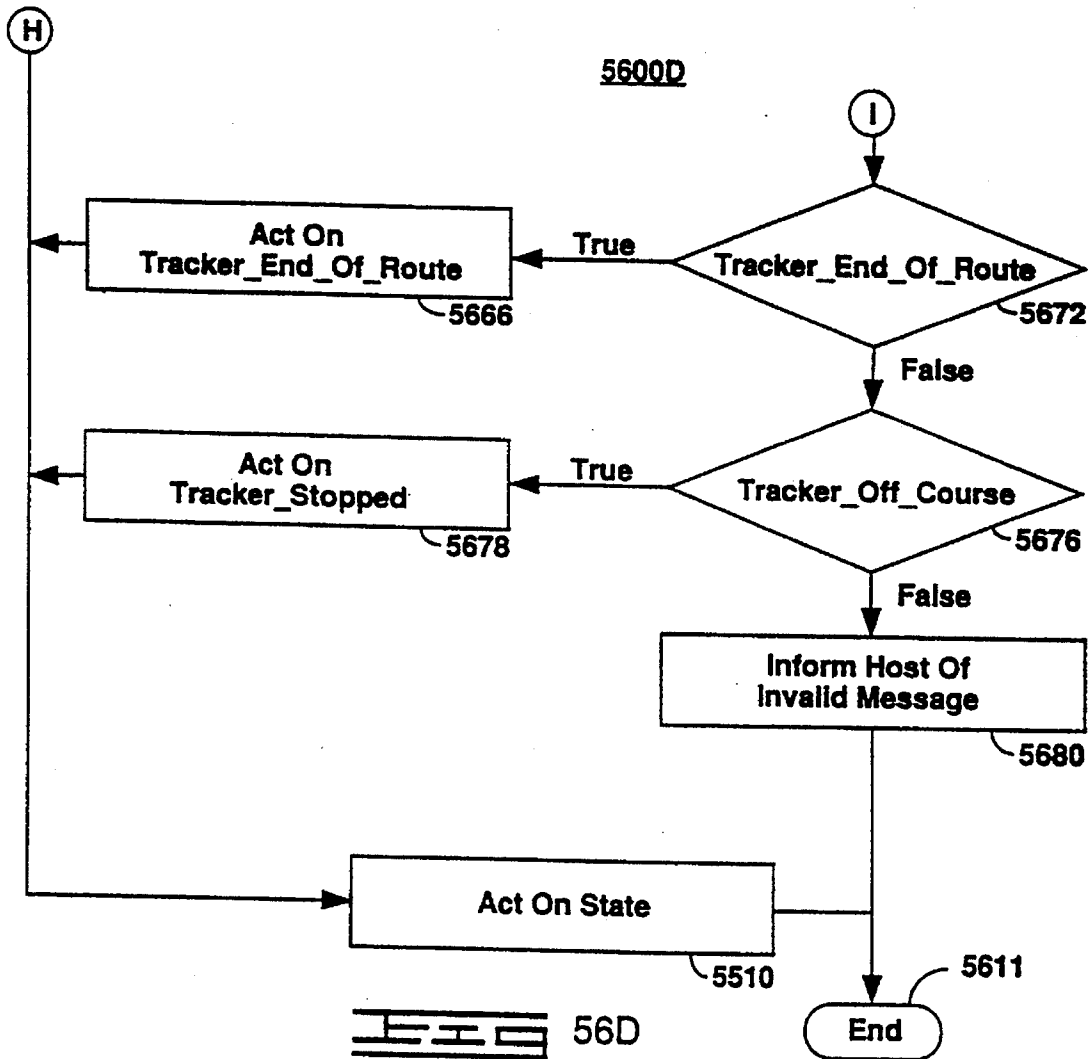 H
5600D
I
Act On
Tracker_End_Of_Route
5666
True
Tracker_End_Of_Route
5672
False
Act On
Tracker_Stopped
5678
True
Tracker_Off_Course
5676
False
Inform Host Of
Invalid Message
5680
Act On State
5510
5611
End
56D